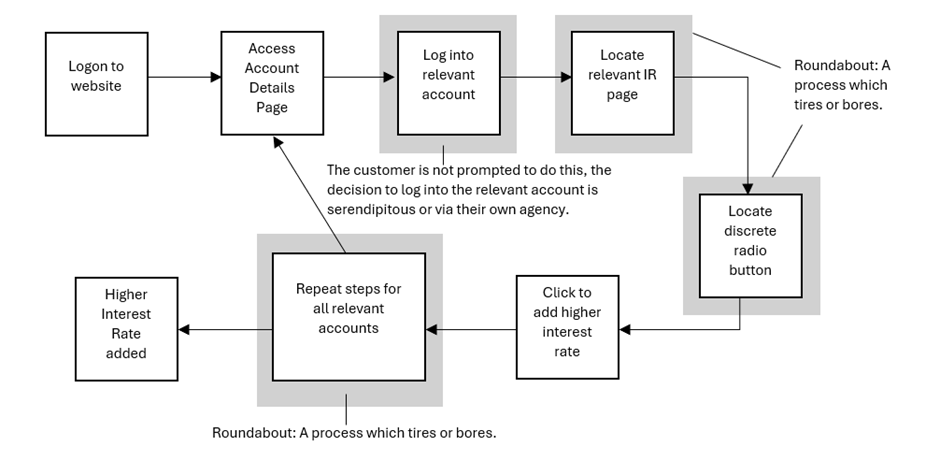 Logon to
website
Access
Account
Details
Page
Log into
relevant
account
Locate
relevant IR
page
Roundabout: A
process which
tires or bores.
The customer is not prompted to do this, the
decision to log into the relevant account is
serendipitous or via their own agency.
Locate
discrete
radio
button
Click to
add higher
interest
rate
Repeat steps for
all relevant
accounts
Higher
Interest
Rate
added
Roundabout: A process which tires or bores.